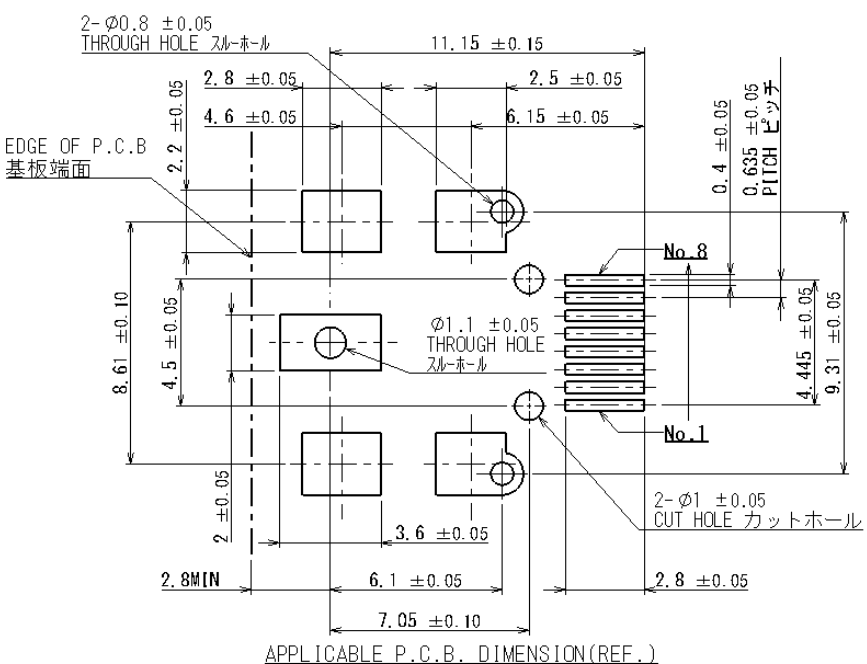 2-Ø0.8 ±0.05
THROUGH HOLE スルーホール
11.15 ±0.15
2.8 ±0.05
2.5 ±0.05
4.6 ±0.05
6.15 ±0.05
2.2 ±0.05
0.4 ±0.05
0.635 ±0.05
PITCH ピッチ
EDGE OF P.C.B
基板端面
No.8
8.61 ±0.10
4.5 ±0.05
Ø1.1 ±0.05
THROUGH HOLE
スルーホール
4.445 ±0.05
9.31 ±0.05
No.1
2 ±0.05
3.6 ±0.05
2-Ø1 ±0.05
CUT HOLE カットホール
2.8MIN
6.1 ±0.05
2.8 ±0.05
7.05 ±0.10
APPLICABLE P.C.B. DIMENSION(REF.)